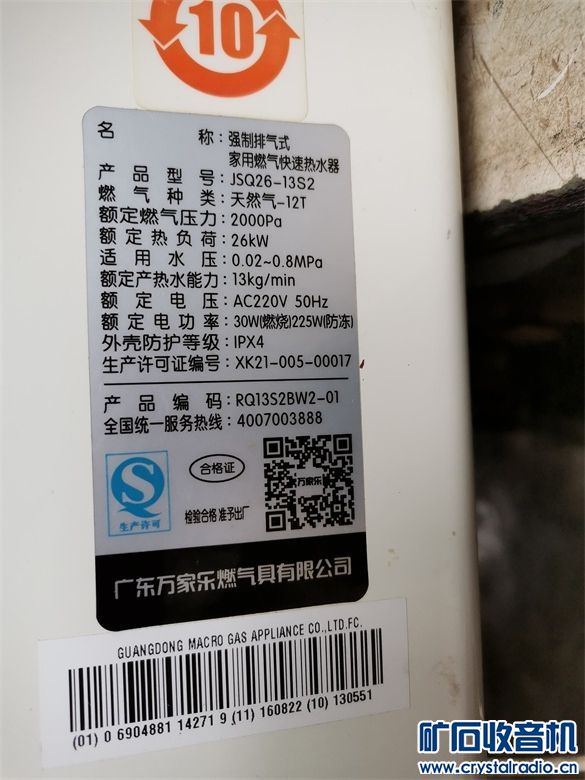 10
名 称: 强制排气式
家用燃气快速热水器
产品型号: JSQ26-13S2
燃气种类: 天然气-12T
额定燃气压力: 2000Pa
额定热负荷: 26kW
适用水压: 0.02~0.8MPa
额定产热水能力: 13kg/min
额定电压: AC220V 50Hz
额定电功率: 30W(燃烧)225W(防冻)
外壳防护等级: IPX4
生产许可证编号: XK21-005-00017
产品编码: RQ13S2BW2-01
全国统一服务热线: 4007003888
合格证
万家乐
生产许可
检验合格 准予出厂
广东万家乐燃气具有限公司
GUANGDONG MACRO GAS APPLIANCE CO.,LTD.FC.
(01) 0 6904881 14271 9 (11) 160822 (10) 130551
矿石收音机
www.crystalradio.cn